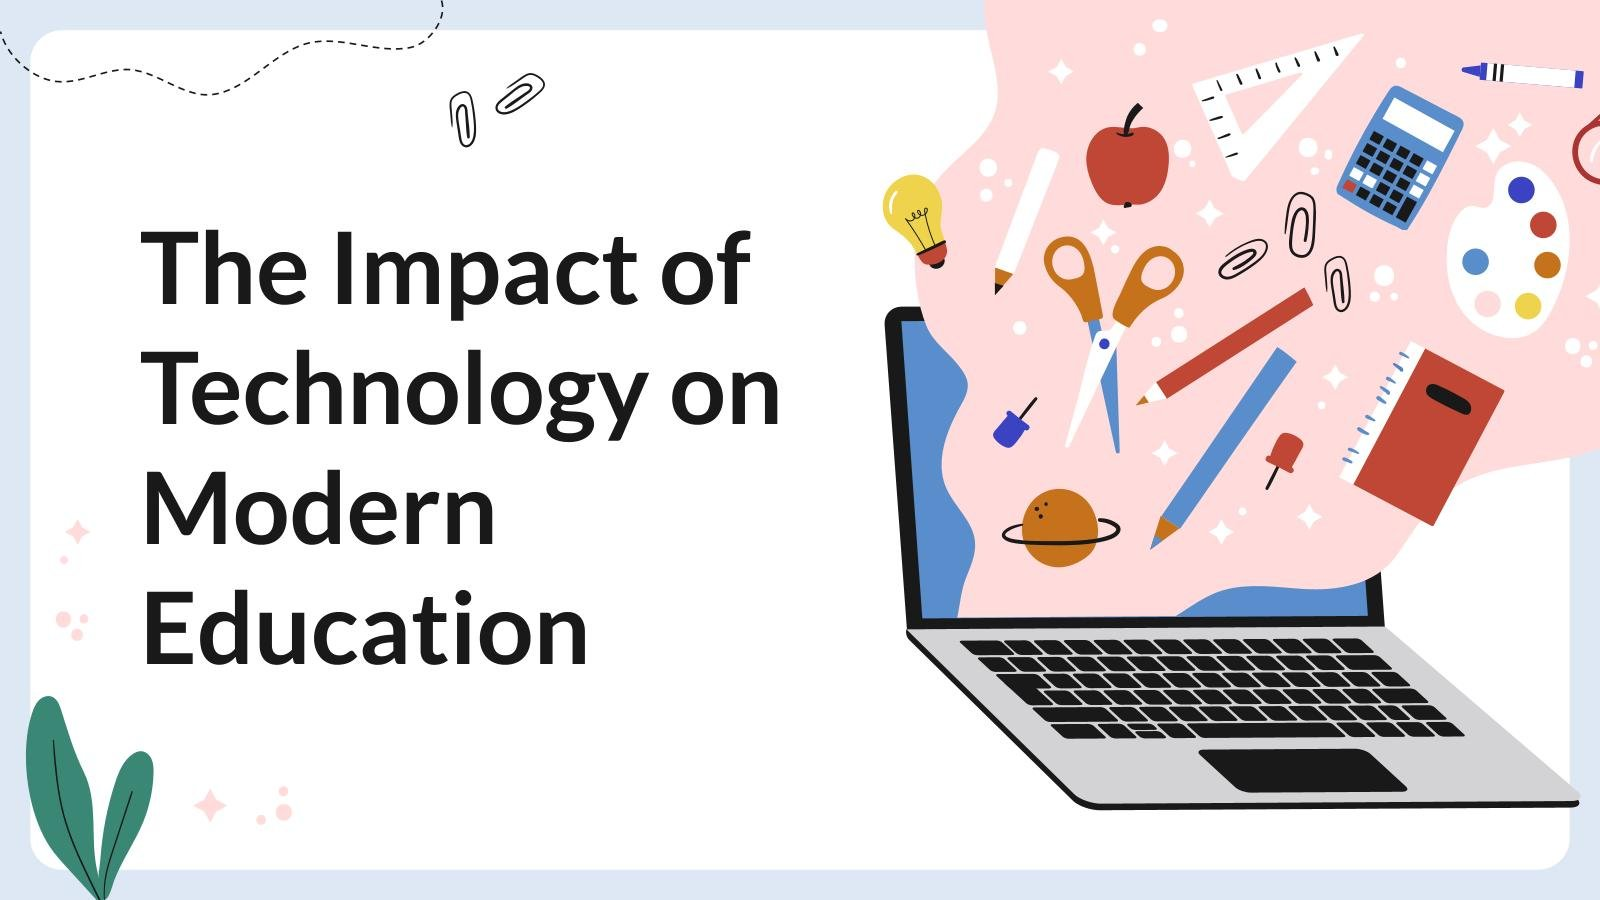 The Impact of
Technology on
Modern
Education